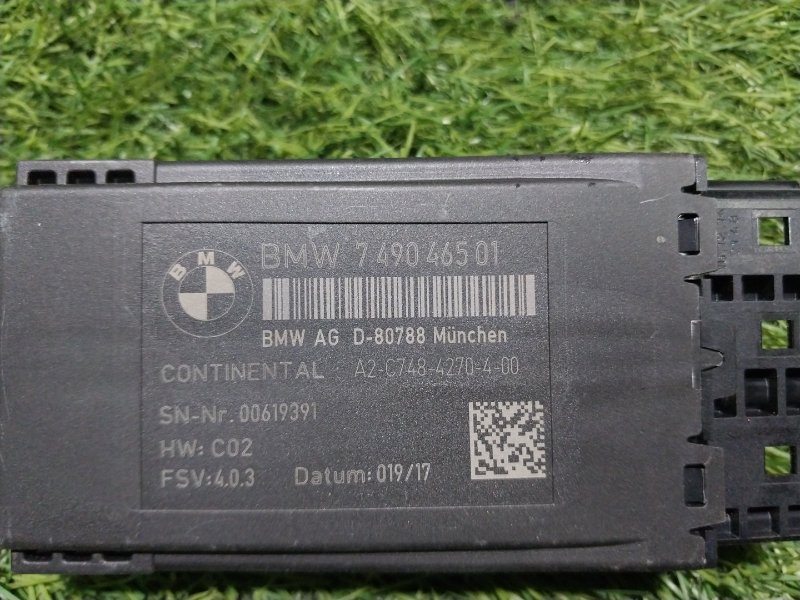 BMW
BMW 7 490 465 01
BMW AG D-80788 München
CONTINENTAL A2-C748-4270-4-00
SN-Nr. 00619391
HW: C02
FSV: 4.0.3 Datum: 019/17